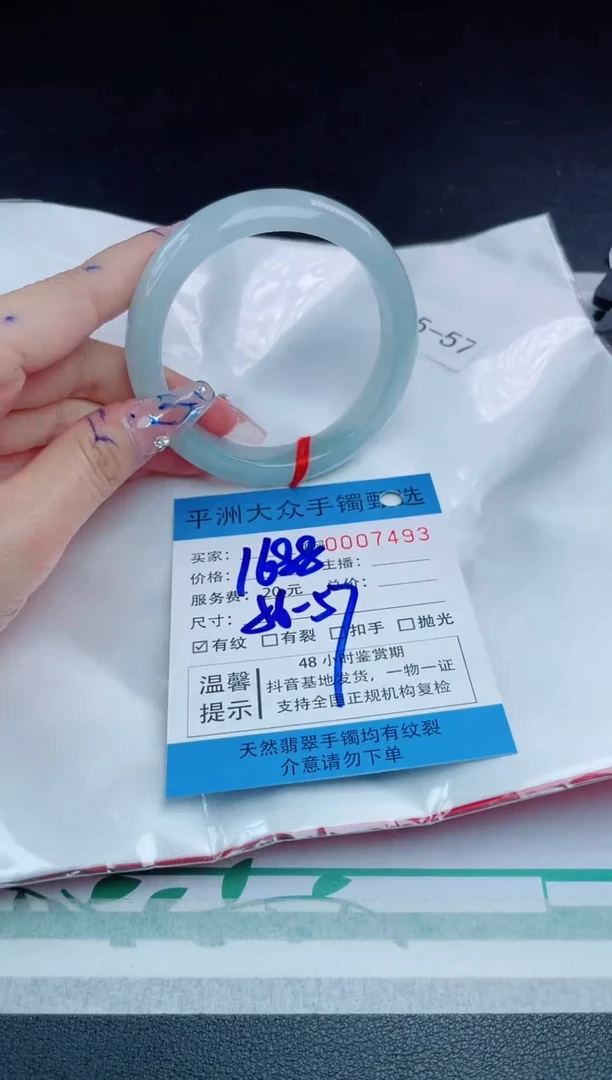 5-57
平洲大众手镯甄选
买家： 0007493
价格：1688 主播：
服务费：20元 总价：
尺寸：56-57
☑有纹 □有裂 □扣手 □抛光
温馨提示
48小时鉴赏期
抖音基地发货，一物一证
支持全国正规机构复检
天然翡翠手镯均有纹裂
介意请勿下单